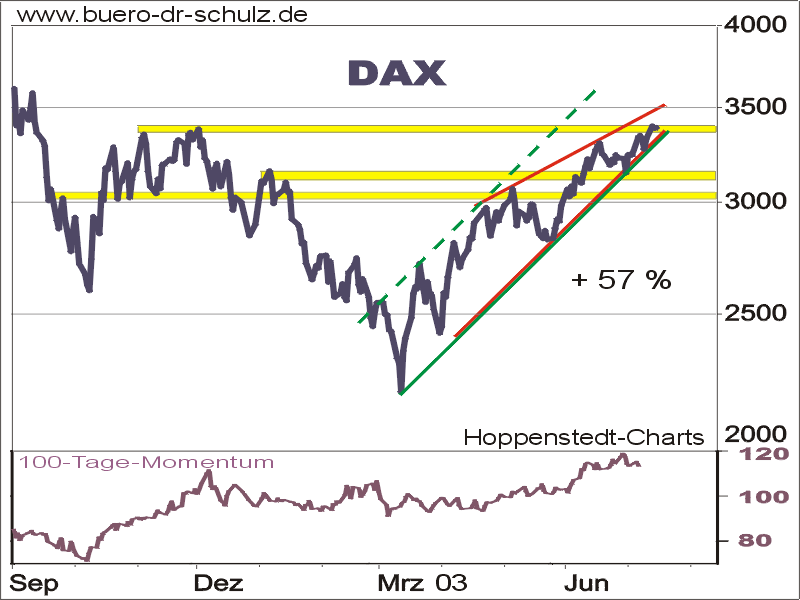 www.buero-dr-schulz.de
4000
DAX
3500
3000
+ 57 %
2500
Hoppenstedt-Charts
2000
100-Tage-Momentum
120
100
80
Sep Dez Mrz 03 Jun